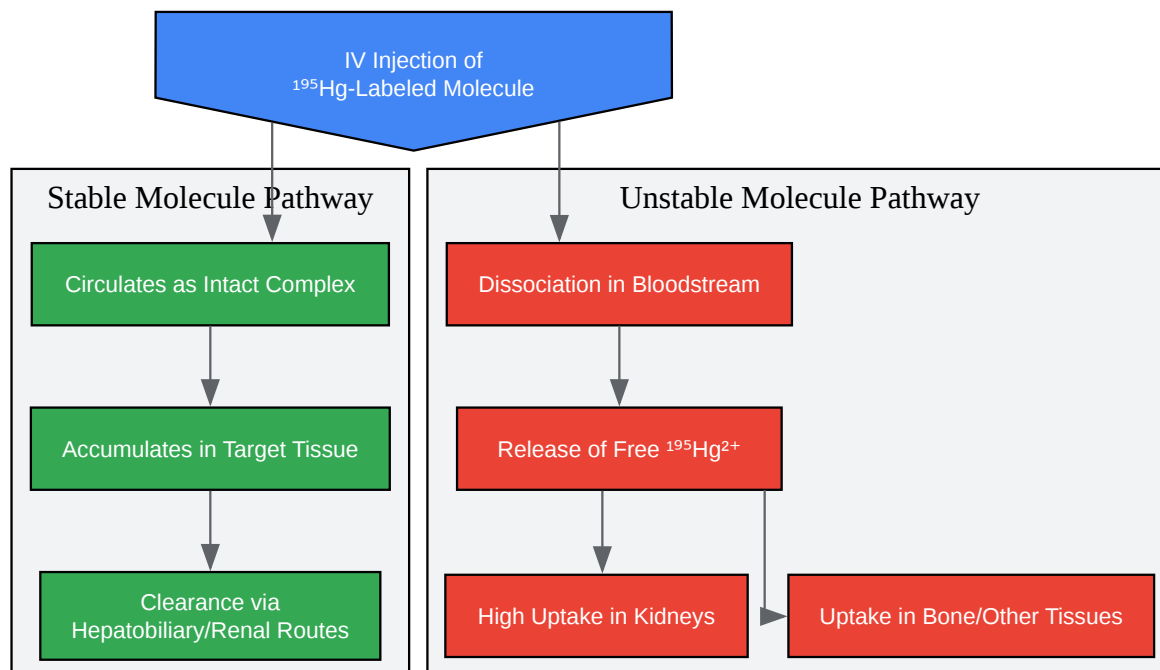 IV Injection of
¹⁹⁵Hg-Labeled Molecule
Stable Molecule Pathway
Circulates as Intact Complex
Accumulates in Target Tissue
Clearance via
Hepatobiliary/Renal Routes
Unstable Molecule Pathway
Dissociation in Bloodstream
Release of Free ¹⁹⁵Hg²⁺
High Uptake in Kidneys
Uptake in Bone/Other Tissues